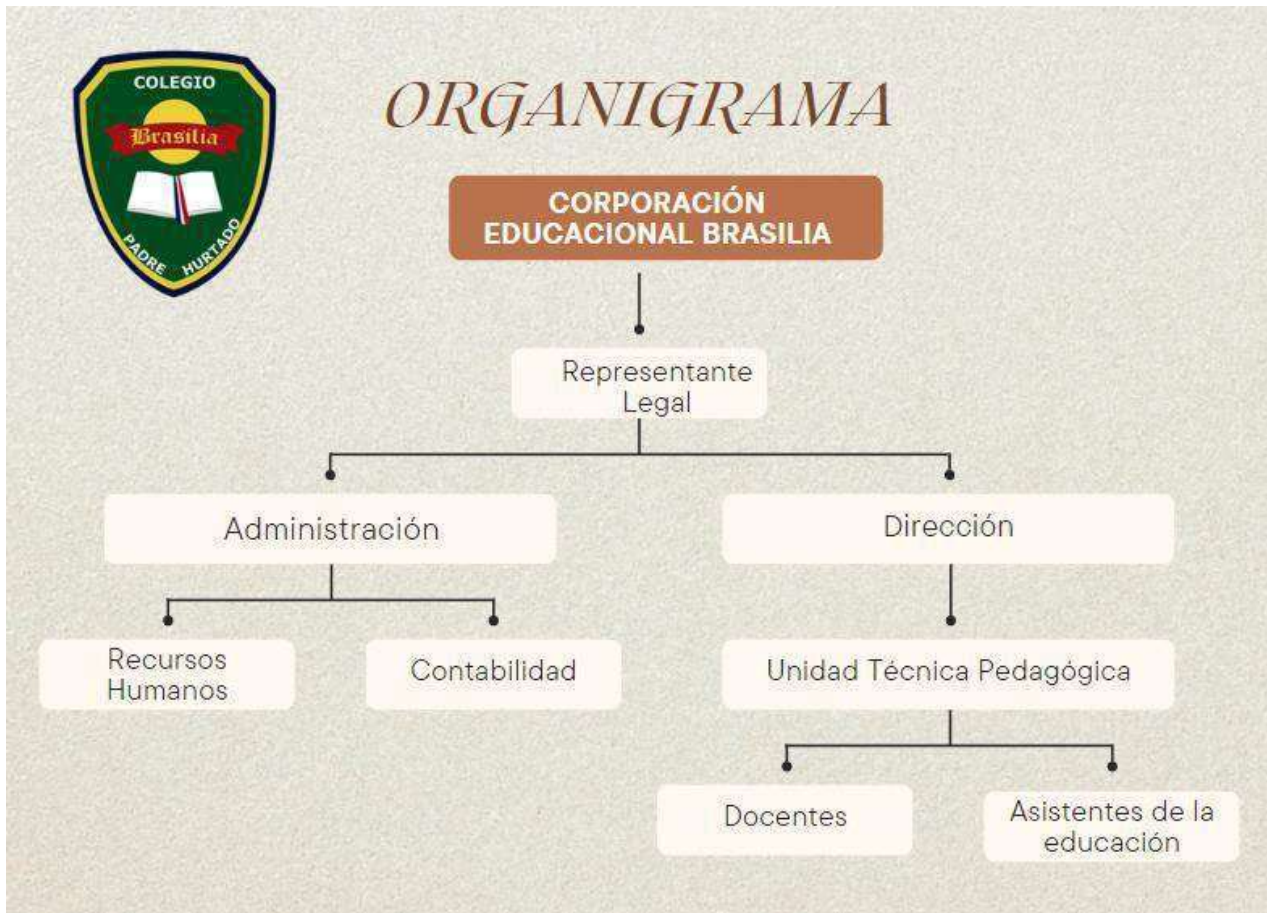 COLEGIO
Brasilia
PADRE HURTADO
ORGANIGRAMA
CORPORACIÓN
EDUCACIONAL BRASILIA
Representante
Legal
Administración
Dirección
Recursos
Humanos
Contabilidad
Unidad Técnica Pedagógica
Docentes
Asistentes de la
educación